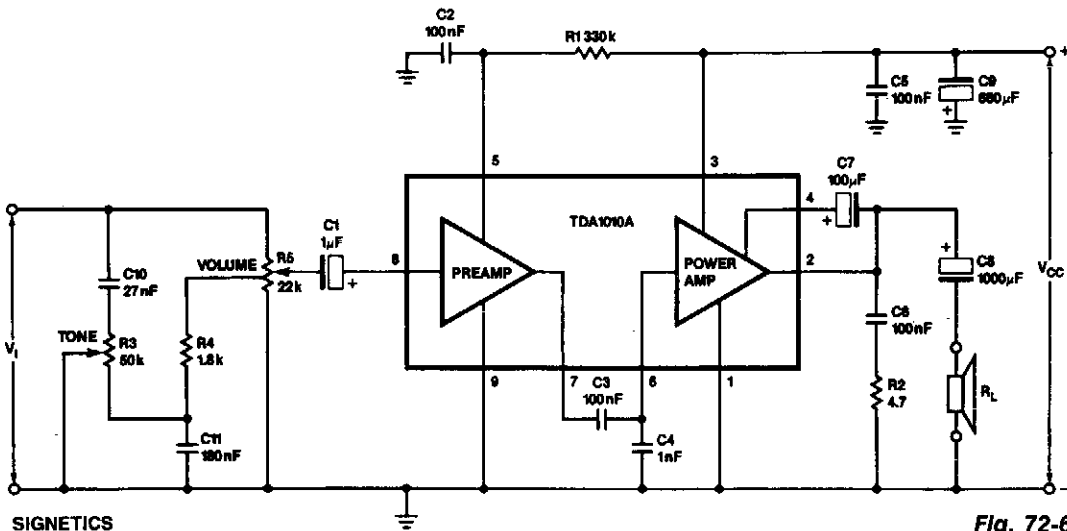 C2
100nF
R1 330k
+
C5
100nF
C9
680µF
+
5
3
C7
100µF
4
+
TDA1010A
C1
1µF
VOLUME
R5
22k
8
+
PREAMP
POWER
AMP
2
+
C8
1000µF
VCC
C10
27nF
C6
100nF
TONE
R3
50k
R4
1.8k
VI
9
7
C3
100nF
6
1
R2
4.7
RL
C11
180nF
C4
1nF
–
SIGNETICS
Fig. 72-6